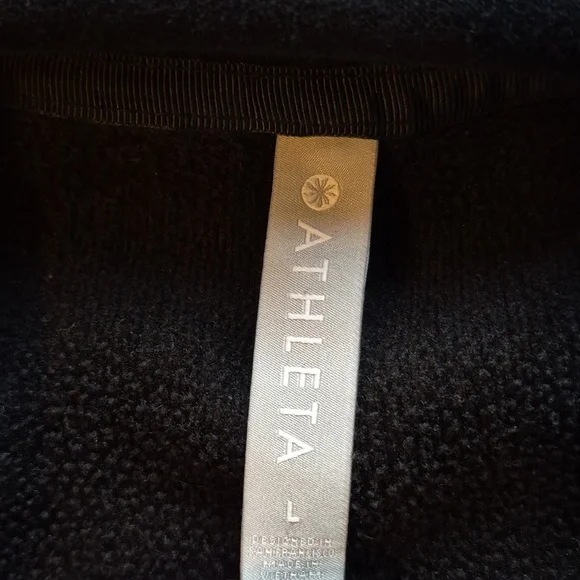 ATHLETA
L
DESIGNED IN
SAN FRANCISCO
MADE IN
VIETNAM